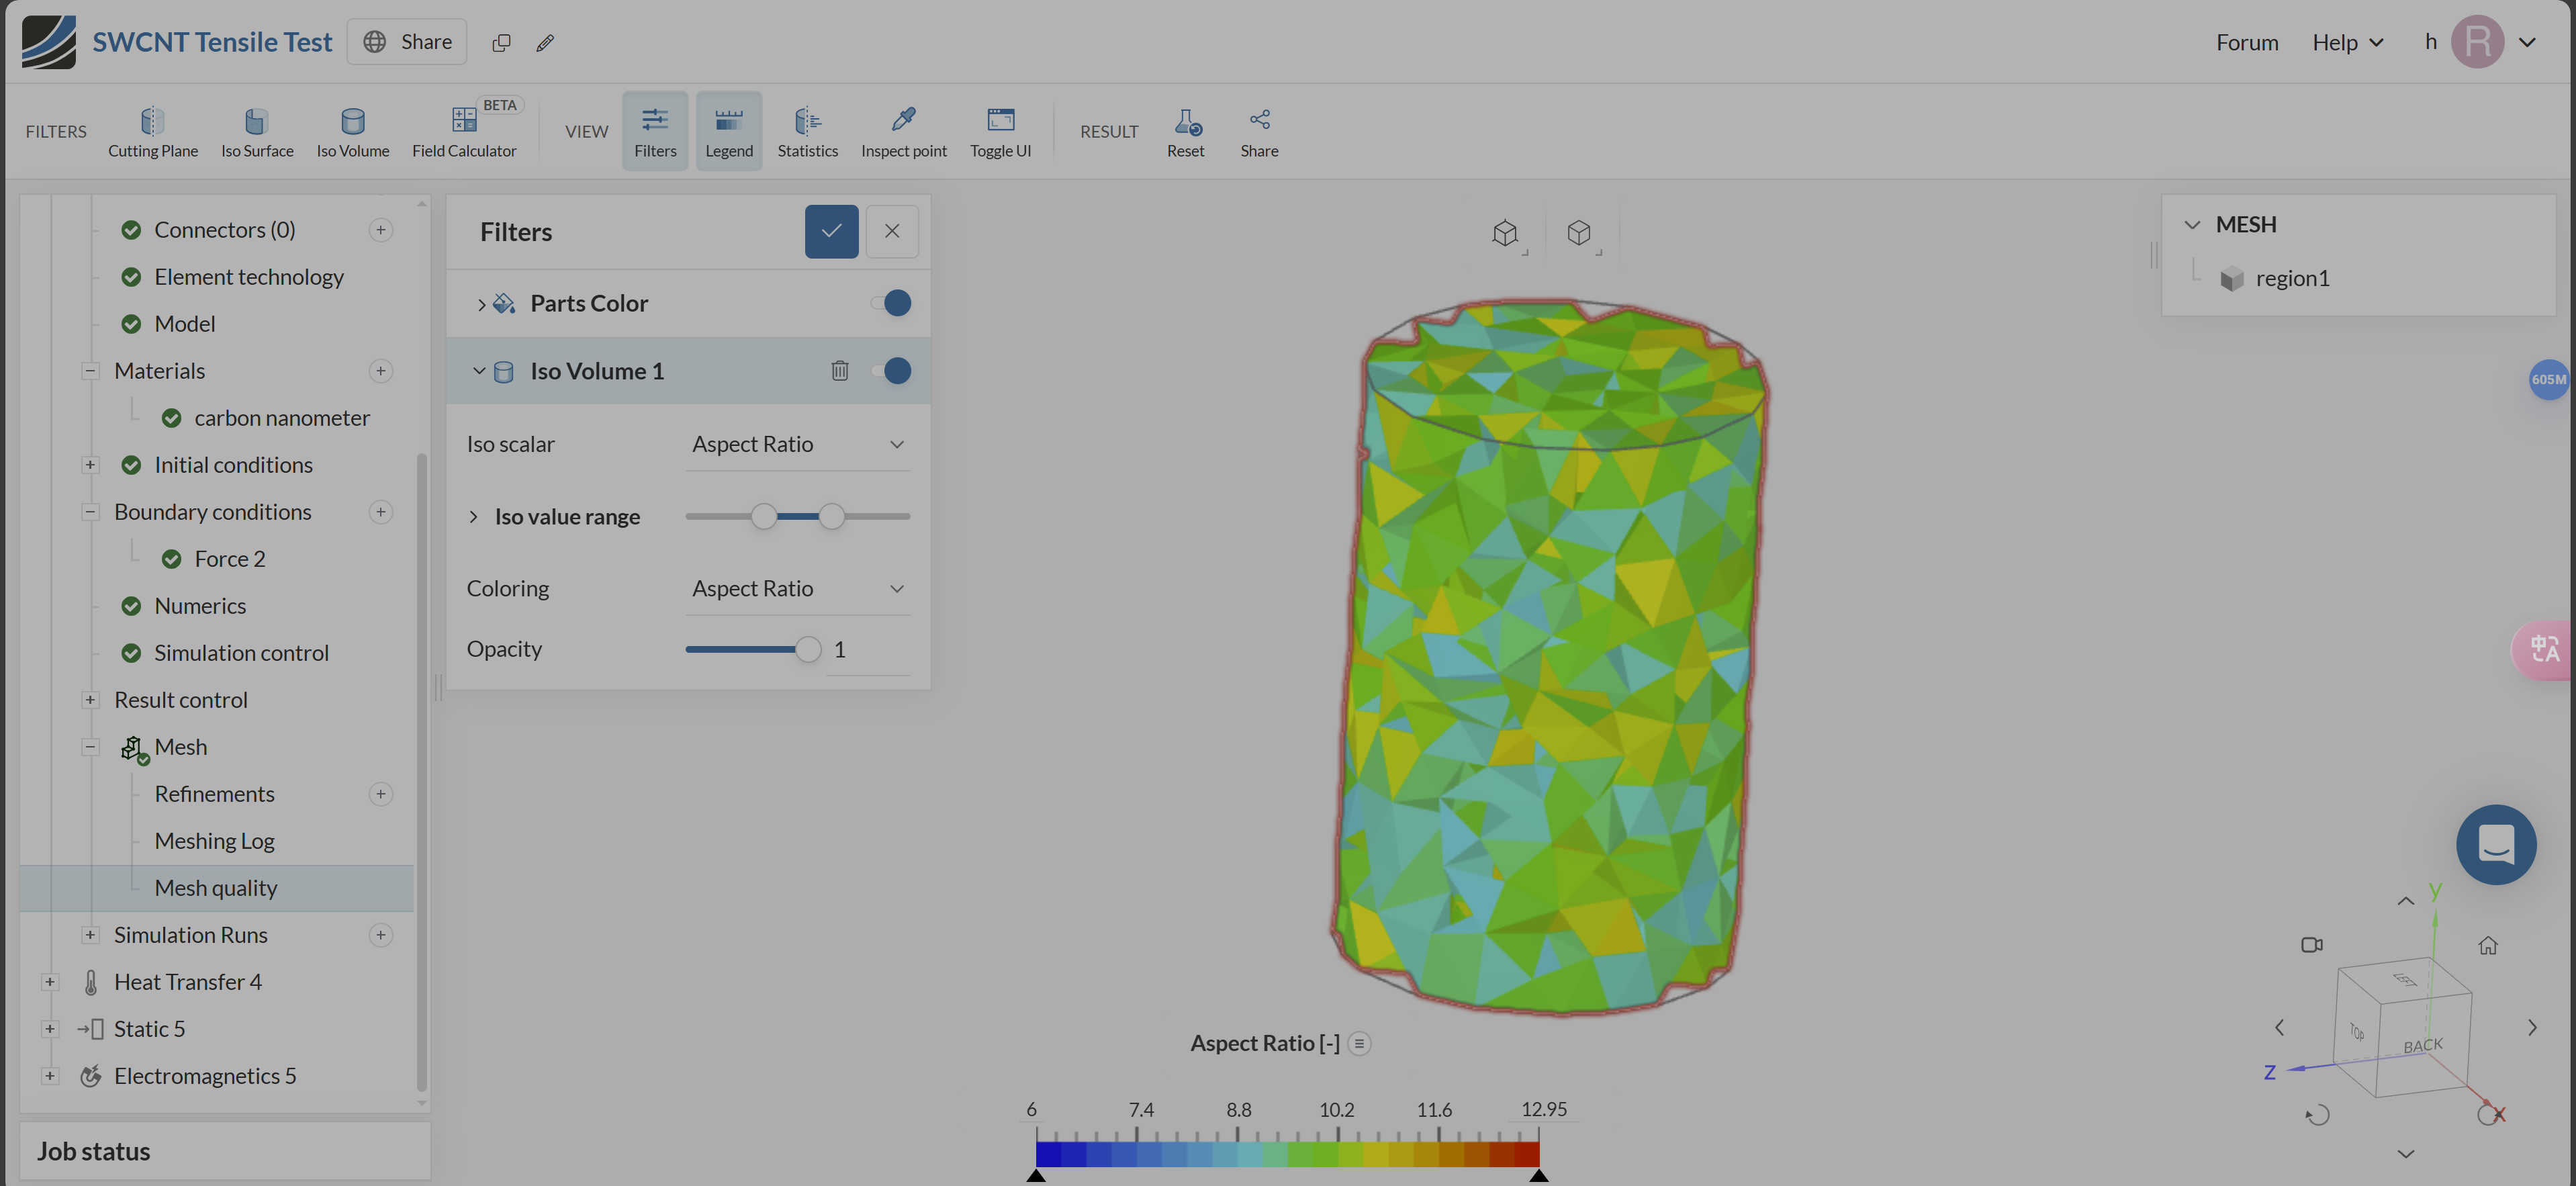 SWCNT Tensile Test
Share
Forum
Help
h
R
FILTERS
Cutting Plane
Iso Surface
Iso Volume
Field Calculator
BETA
VIEW
Filters
Legend
Statistics
Inspect point
Toggle UI
RESULT
Reset
Share
Connectors (0)
Element technology
Model
Materials
carbon nanometer
Initial conditions
Boundary conditions
Force 2
Numerics
Simulation control
Result control
Mesh
Refinements
Meshing Log
Mesh quality
Simulation Runs
Heat Transfer 4
Static 5
Electromagnetics 5
Job status
Filters
Parts Color
Iso Volume 1
Iso scalar
Aspect Ratio
Iso value range
Coloring
Aspect Ratio
Opacity
1
MESH
region1
605M
中A
Aspect Ratio [-]
6
7.4
8.8
10.2
11.6
12.95
y
LEFT
TOP
BACK
z
x